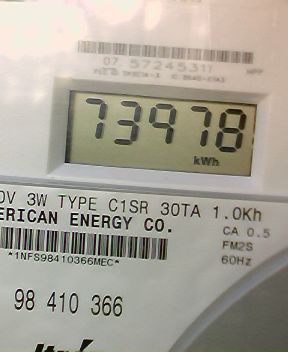 07 57245317
73978
kWh
0V 3W TYPE C1SR 30TA 1.0Kh
ERICAN ENERGY CO.
CA 0.5
*1NFS98410366MEC*
FM2S
60Hz
98 410 366